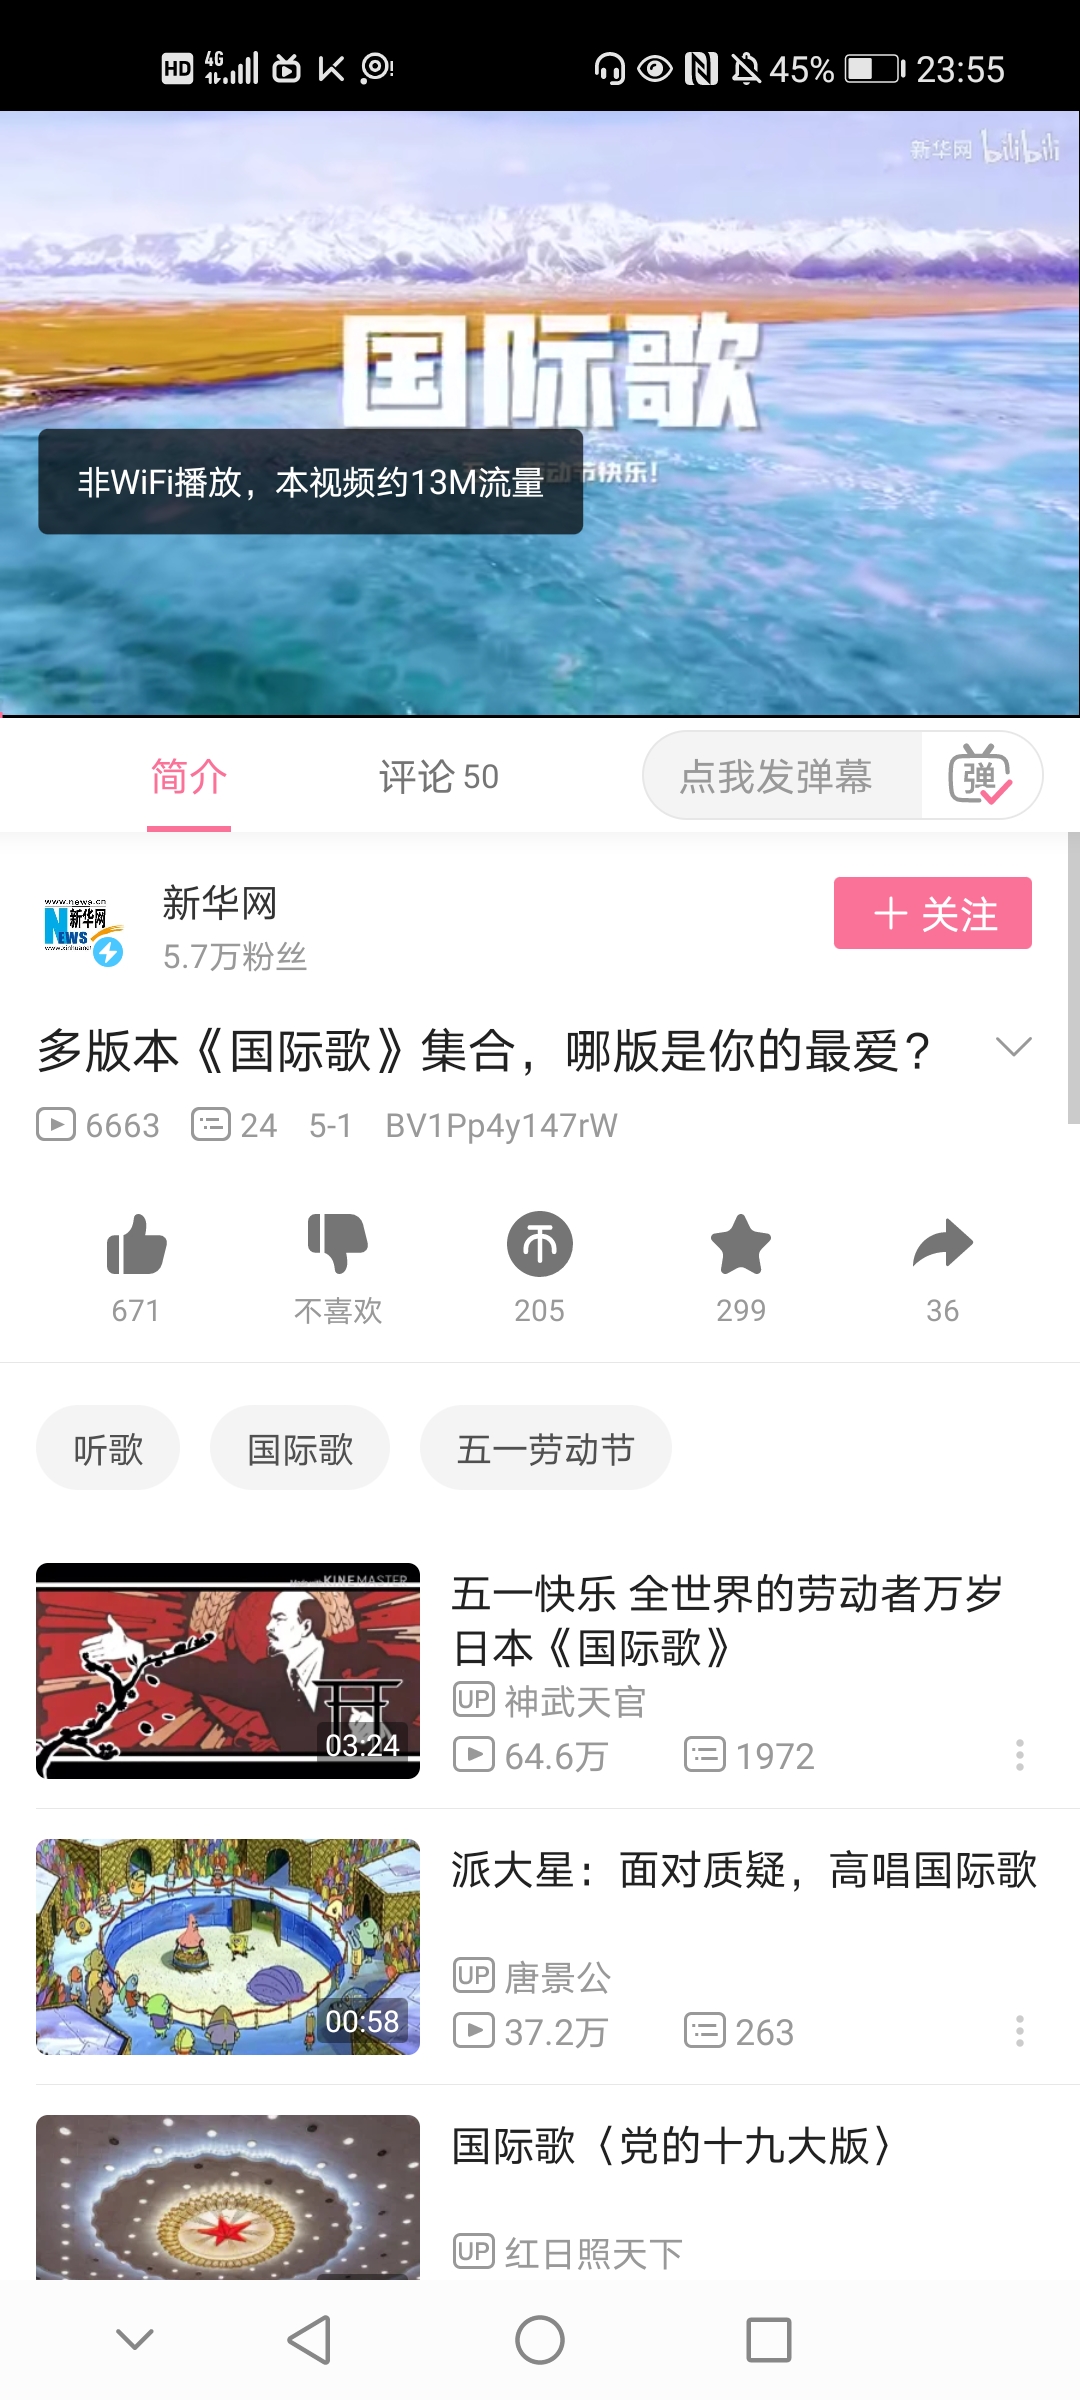 HD 4G 45% 23:55
新华网 bilibili
国际歌
动节快乐!
非WiFi播放，本视频约13M流量
简介 评论 50 点我发弹幕 弹
www.news.cn
新华网
NEWS
新华网
5.7万粉丝
+ 关注
多版本《国际歌》集合，哪版是你的最爱？
6663 24 5-1 BV1Pp4y147rW
671 不喜欢 205 299 36
听歌 国际歌 五一劳动节
KINEMASTER
03:24
五一快乐 全世界的劳动者万岁
日本《国际歌》
UP 神武天官
64.6万 1972
00:58
派大星：面对质疑，高唱国际歌
UP 唐景公
37.2万 263
国际歌〈党的十九大版〉
UP 红日照天下